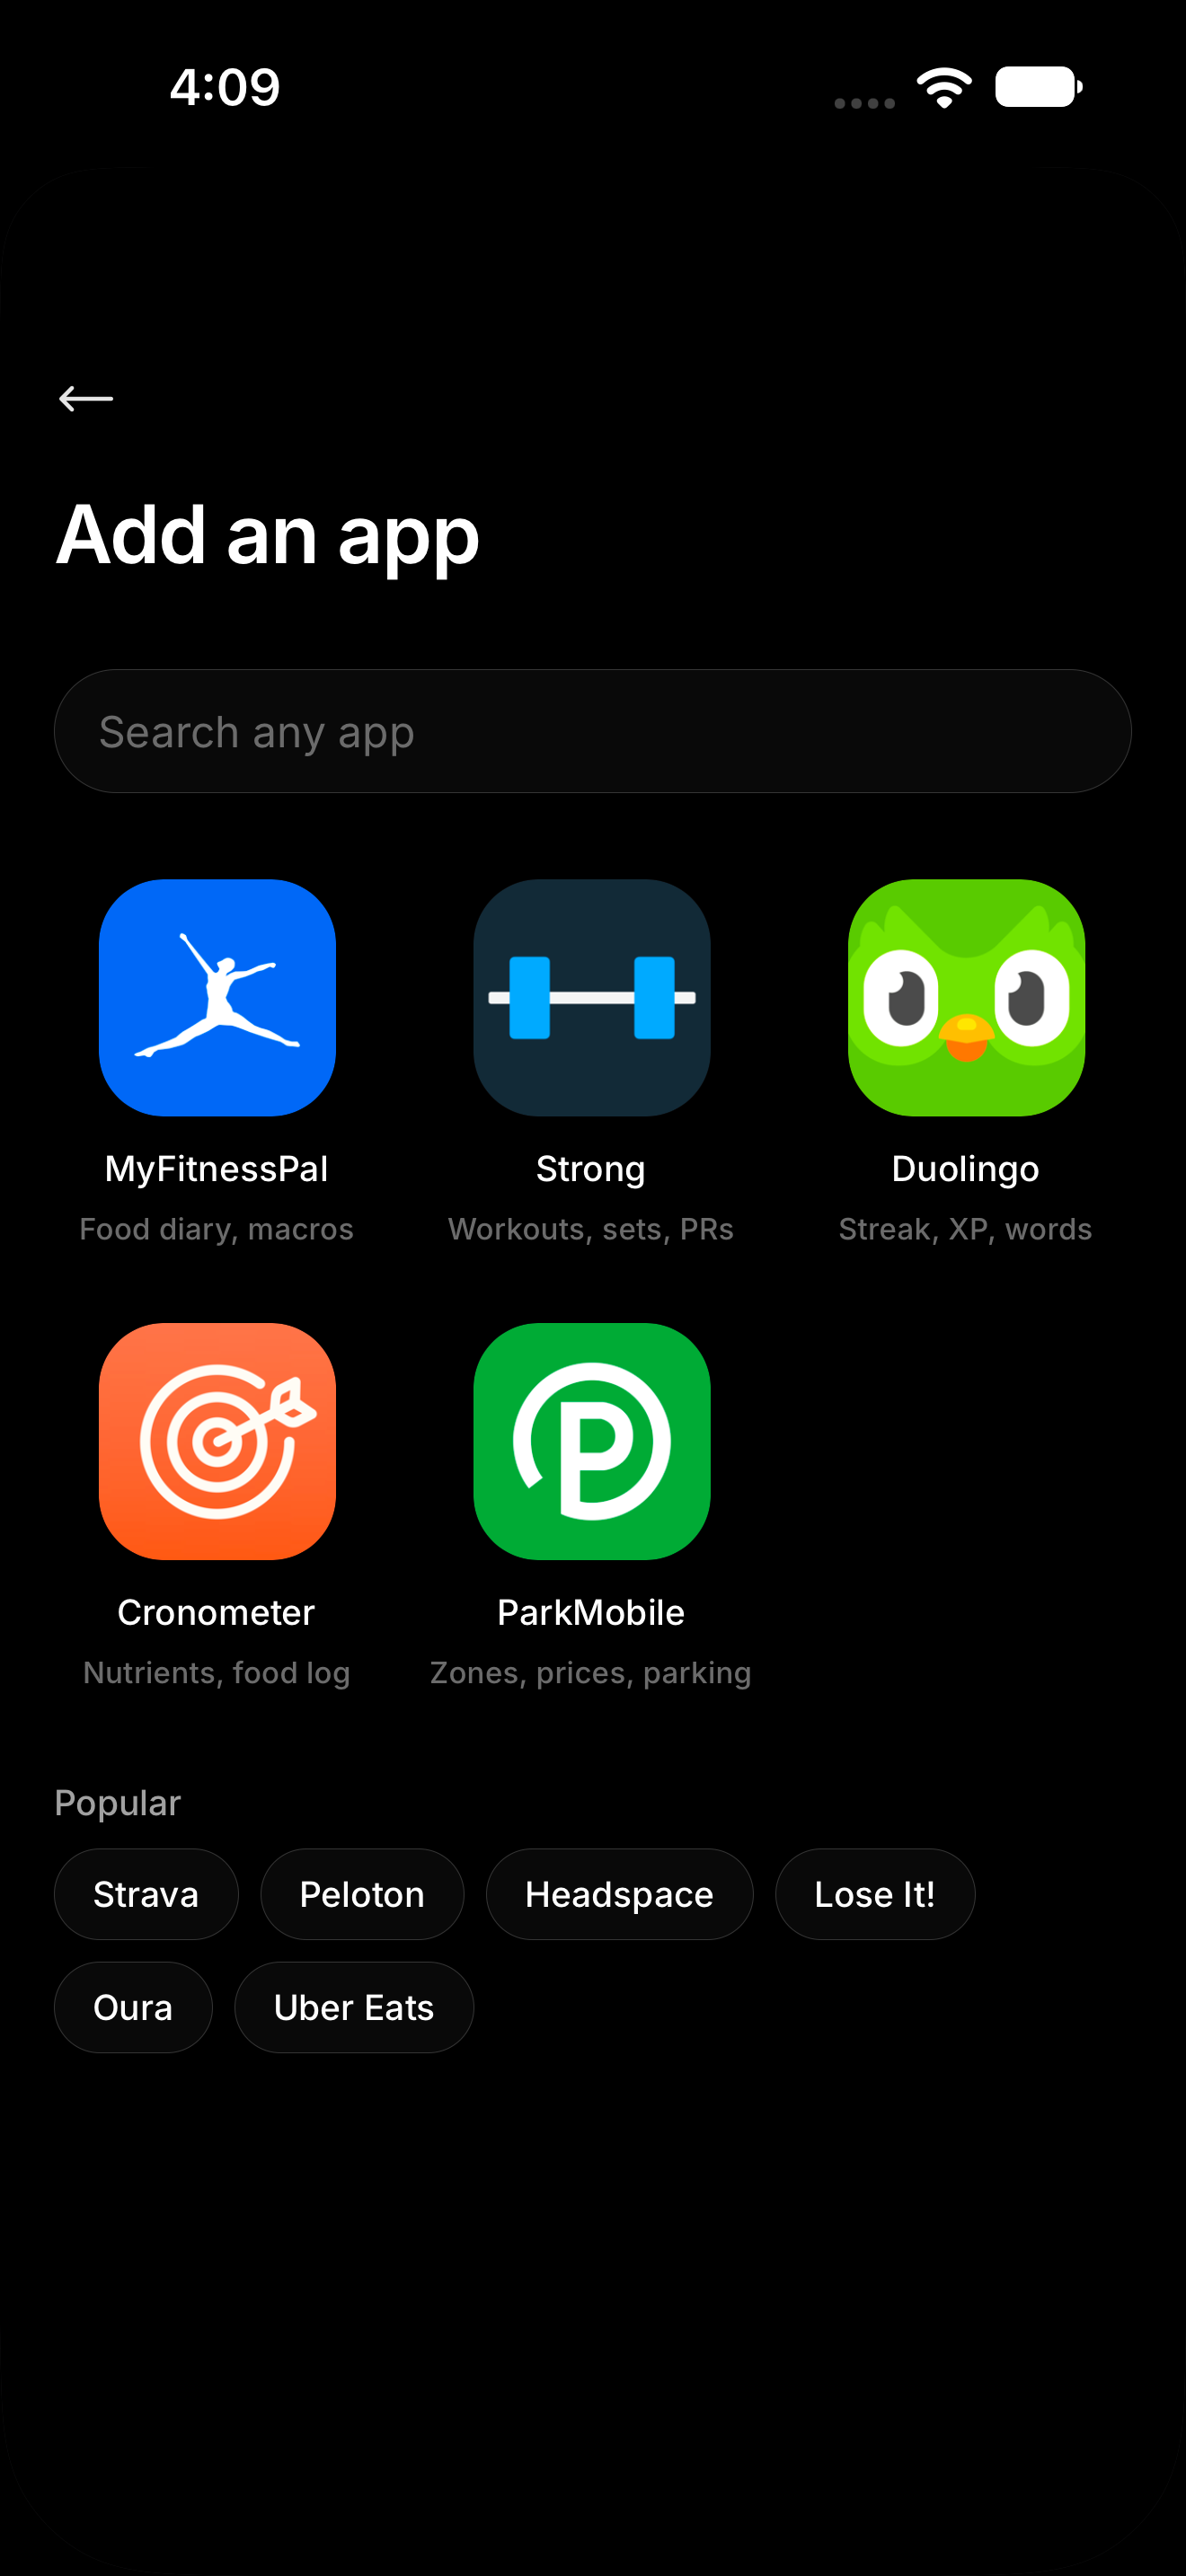 4:09
Add an app
Search any app
MyFitnessPal
Food diary, macros
Strong
Workouts, sets, PRs
Duolingo
Streak, XP, words
Cronometer
Nutrients, food log
ParkMobile
Zones, prices, parking
Popular
Strava
Peloton
Headspace
Lose It!
Oura
Uber Eats